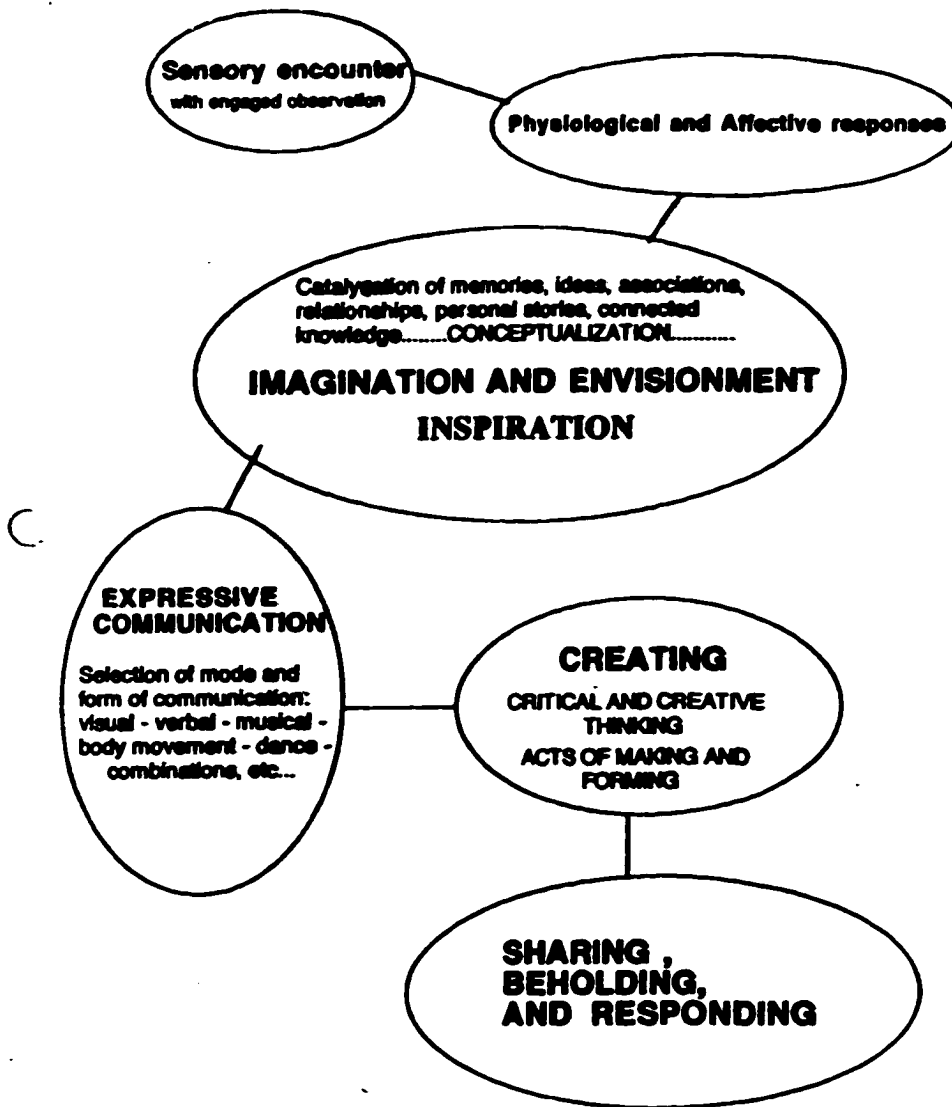 Sensory encounter
with engaged observation
Physiological and Affective responses
Catalysation of memories, ideas, associations,
relationships, personal stories, connected
knowledge........CONCEPTUALIZATION...........
IMAGINATION AND ENVISIONMENT
INSPIRATION
EXPRESSIVE
COMMUNICATION
Selection of mode and
form of communication:
visual - verbal - musical -
body movement - dance -
combinations, etc...
CREATING
CRITICAL AND CREATIVE
THINKING
ACTS OF MAKING AND
FORMING
SHARING ,
BEHOLDING,
AND RESPONDING